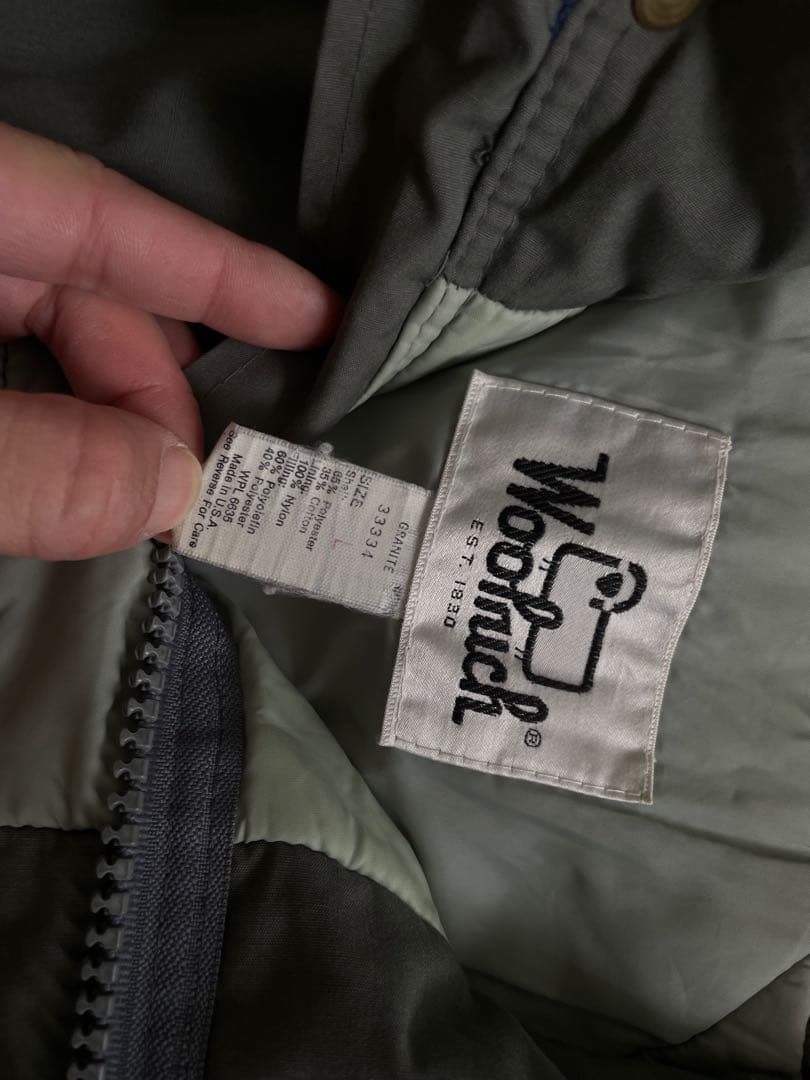 Woolrich
®
EST. 1830
GRANITE
33334
SIZE L
Shell:
65% Polyester
35% Cotton
Lining:
100% Nylon
Filling:
60% Polyolefin
40% Polyester
WPL 6635
Made In U.S.A.
See Reverse For Care